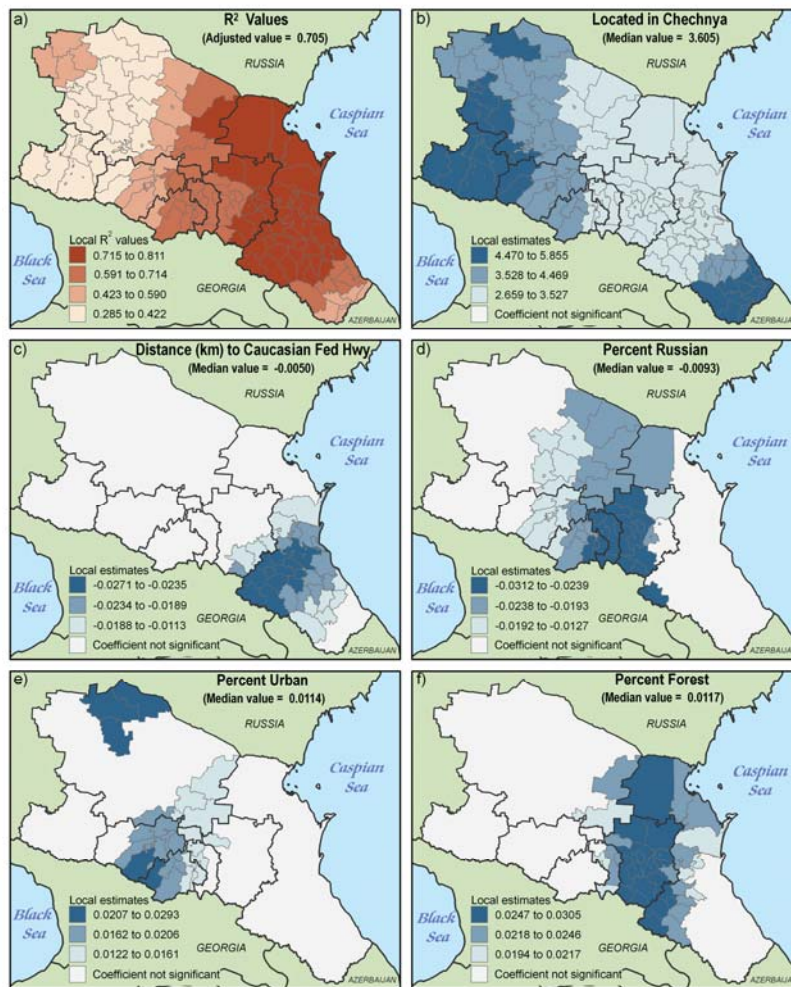 a)
R² Values
(Adjusted value = 0.705)
RUSSIA
Caspian
Sea
Black
Sea
Local R² values
0.715 to 0.811
0.591 to 0.714
0.423 to 0.590
0.285 to 0.422
GEORGIA
AZERBAIJAN
b)
Located in Chechnya
(Median value = 3.605)
RUSSIA
Caspian
Sea
Black
Sea
Local estimates
4.470 to 5.855
3.528 to 4.469
2.659 to 3.527
Coefficient not significant
GEORGIA
AZERBAIJAN
c)
Distance (km) to Caucasian Fed Hwy
(Median value = -0.0050)
RUSSIA
Caspian
Sea
Black
Sea
Local estimates
-0.0271 to -0.0235
-0.0234 to -0.0189
-0.0188 to -0.0113
Coefficient not significant
GEORGIA
AZERBAIJAN
d)
Percent Russian
(Median value = -0.0093)
RUSSIA
Caspian
Sea
Black
Sea
Local estimates
-0.0312 to -0.0239
-0.0238 to -0.0193
-0.0192 to -0.0127
Coefficient not significant
GEORGIA
AZERBAIJAN
e)
Percent Urban
(Median value = 0.0114)
RUSSIA
Caspian
Sea
Black
Sea
Local estimates
0.0207 to 0.0293
0.0162 to 0.0206
0.0122 to 0.0161
Coefficient not significant
GEORGIA
AZERBAIJAN
f)
Percent Forest
(Median value = 0.0117)
RUSSIA
Caspian
Sea
Black
Sea
Local estimates
0.0247 to 0.0305
0.0218 to 0.0246
0.0194 to 0.0217
Coefficient not significant
GEORGIA
AZERBAIJAN